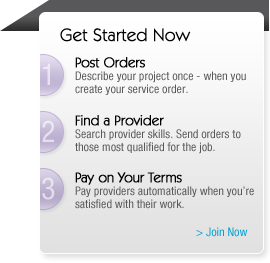 Get Started Now
1
Post Orders
Describe your project once - when you
create your service order.
2
Find a Provider
Search provider skills. Send orders to
those most qualified for the job.
3
Pay on Your Terms
Pay providers automatically when you're
satisfied with their work.
> Join Now